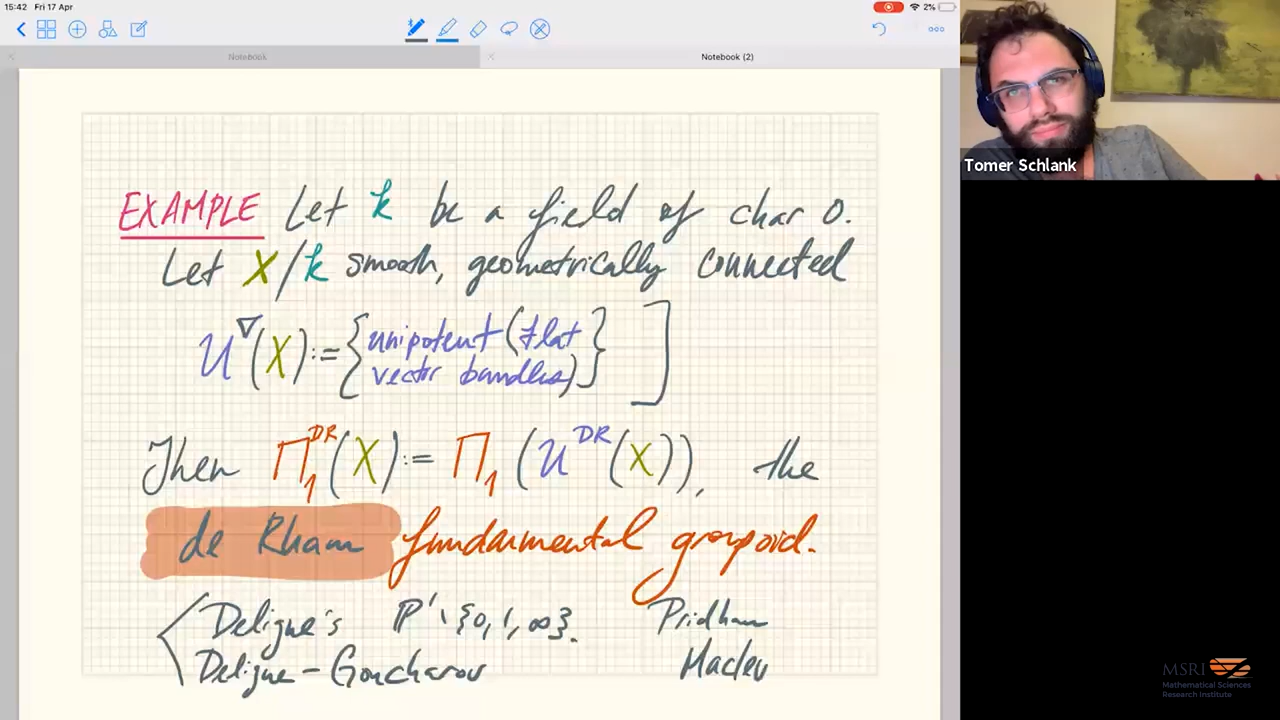 15:42 Fri 17 Apr
2%
Notebook
Notebook (2)
Tomer Schlank
EXAMPLE Let k be a field of char 0.
Let X/k smooth, geometrically connected
U^∇(X) := {unipotent (flat
vector bundles)}]
Then Π₁^DR(X) := Π₁(U^DR(X)), the
de Rham fundamental groupoid.
Deligne's P¹\{0,1,∞}. Pridham
Deligne-Goncharov
MSRI
Mathematical Sciences
Research Institute